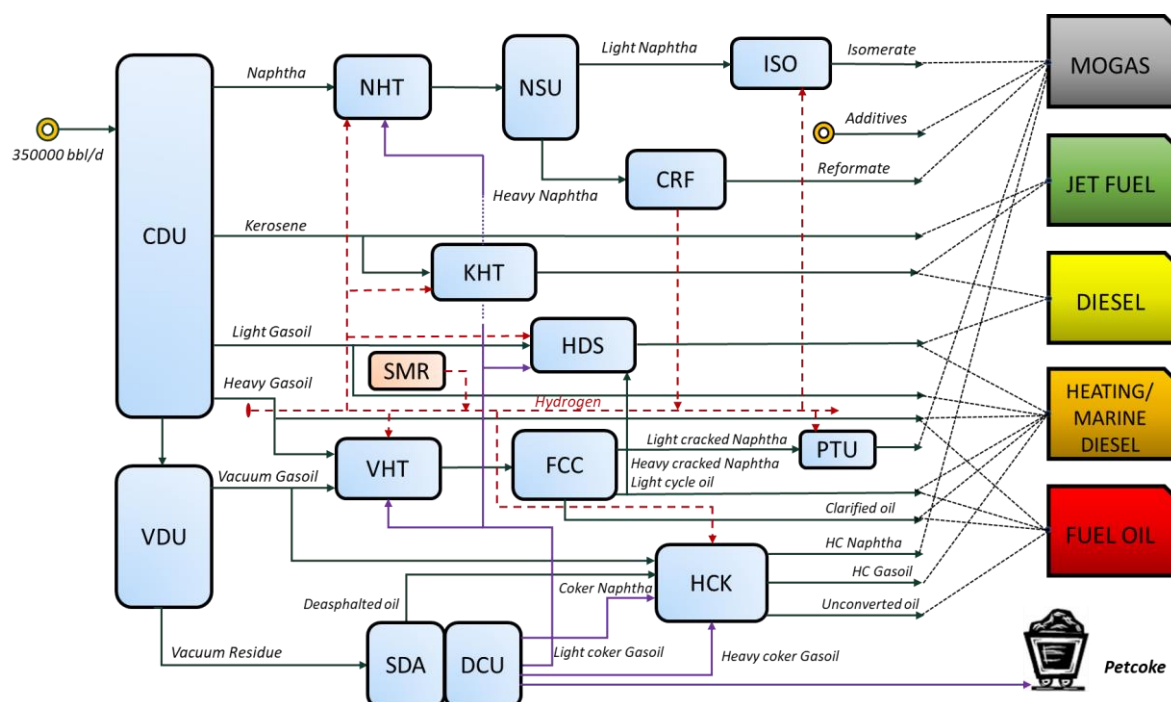 Light Naphtha
Isomerate
Naphtha
NHT
NSU
ISO
MOGAS
350000 bbl/d
Additives
CRF
Reformate
Heavy Naphtha
JET FUEL
CDU
Kerosene
KHT
Light Gasoil
HDS
DIESEL
SMR
Heavy Gasoil
Hydrogen
HEATING/
MARINE
DIESEL
Light cracked Naphtha
PTU
VHT
FCC
Heavy cracked Naphtha
Vacuum Gasoil
Light cycle oil
Clarified oil
VDU
FUEL OIL
HC Naphtha
HCK
HC Gasoil
Coker Naphtha
Deasphalted oil
Unconverted oil
Vacuum Residue
SDA
DCU
Light coker Gasoil
Heavy coker Gasoil
Petcoke